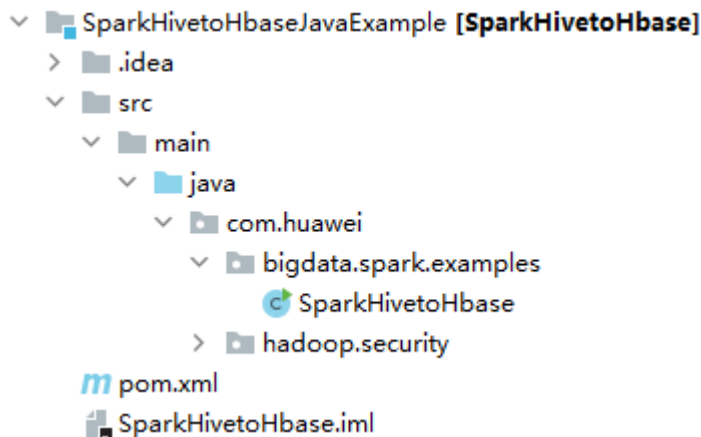 SparkHivetoHbaseJavaExample [SparkHivetoHbase]
.idea
src
main
java
com.huawei
bigdata.spark.examples
SparkHivetoHbase
hadoop.security
pom.xml
SparkHivetoHbase.iml